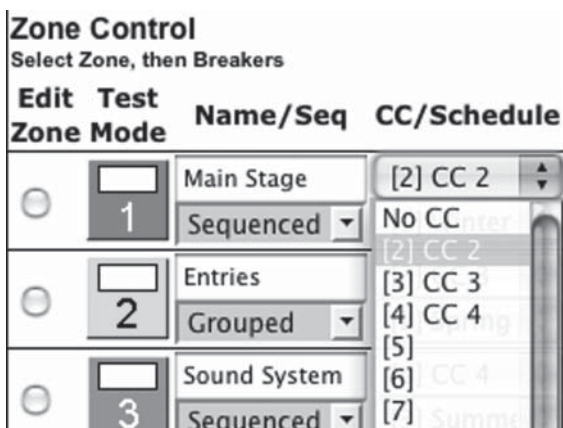 Zone Control
Select Zone, then Breakers
Edit Zone
Test Mode
Name/Seq
CC/Schedule
1
Main Stage
Sequenced
[2] CC 2
No CC
[2] CC 2
[3] CC 3
[4] CC 4
[5]
[6]
[7]
2
Entries
Grouped
3
Sound System
Sequenced